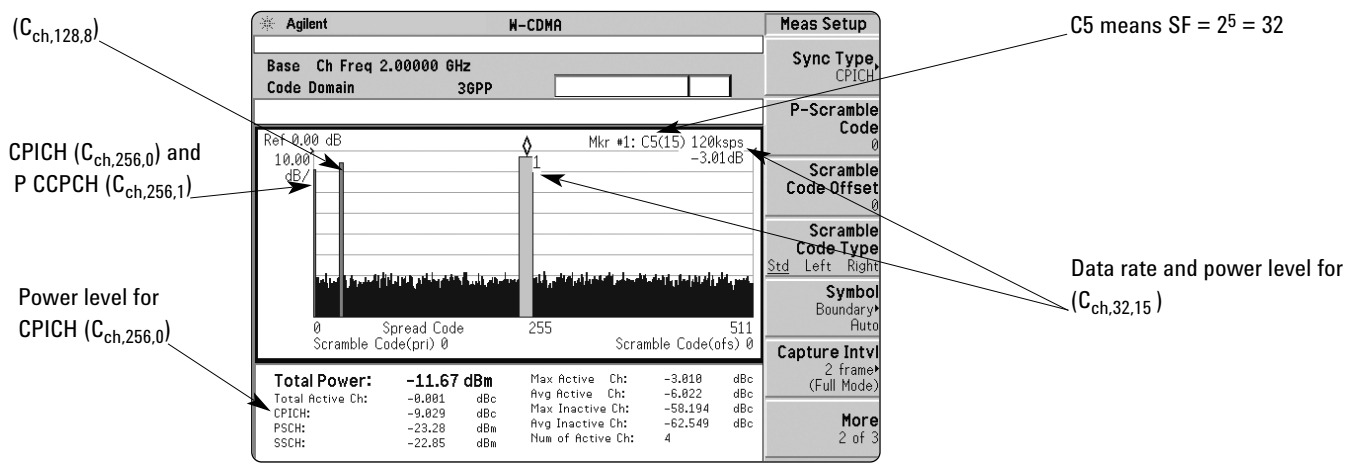 (Cch,128,8)
CPICH (Cch,256,0) and
P CCPCH (Cch,256,1)
Power level for
CPICH (Cch,256,0)
Agilent W-CDMA
Base Ch Freq 2.00000 GHz
Code Domain 3GPP
Ref 0.00 dB
10.00
dB/
Mkr #1: C5(15) 120ksps
-3.01dB
1
0 Spread Code 255 511
Scramble Code(pri) 0 Scramble Code(ofs) 0
Total Power: -11.67 dBm
Total Active Ch: -0.001 dBc
CPICH: -9.029 dBc
PSCH: -23.28 dBm
SSCH: -22.85 dBm
Max Active Ch: -3.010 dBc
Avg Active Ch: -6.022 dBc
Max Inactive Ch: -58.194 dBc
Avg Inactive Ch: -62.549 dBc
Num of Active Ch: 4
Meas Setup
Sync Type
CPICH
P-Scramble
Code
0
Scramble
Code Offset
0
Scramble
Code Type
Std Left Right
Symbol
Boundary
Auto
Capture Intvl
2 frame
(Full Mode)
More
2 of 3
C5 means SF = 2⁵ = 32
Data rate and power level for
(Cch,32,15 )